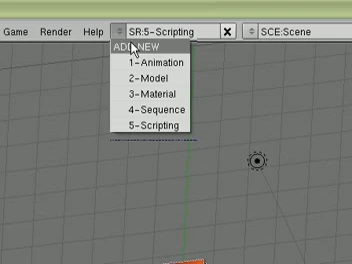 Game Render Help SR:5-Scripting SCE:Scene
ADD NEW
1-Animation
2-Model
3-Material
4-Sequence
5-Scripting